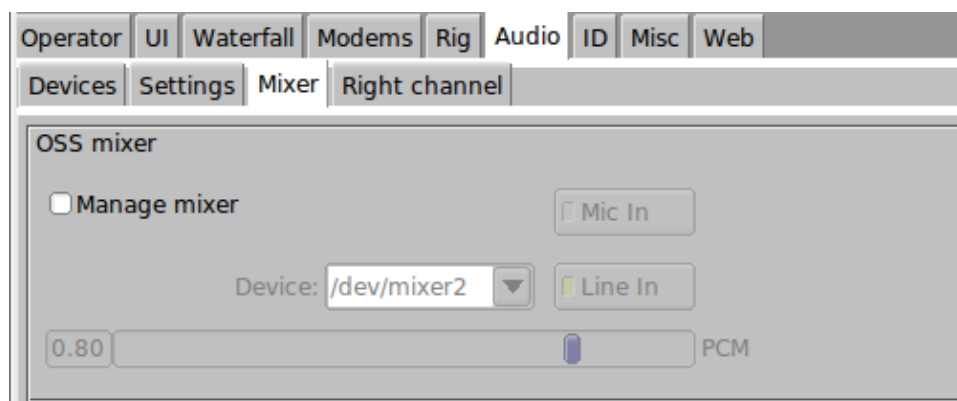 Operator UI Waterfall Modems Rig Audio ID Misc Web
Devices Settings Mixer Right channel
OSS mixer
Manage mixer Mic In
Device: /dev/mixer2 Line In
0.80 PCM